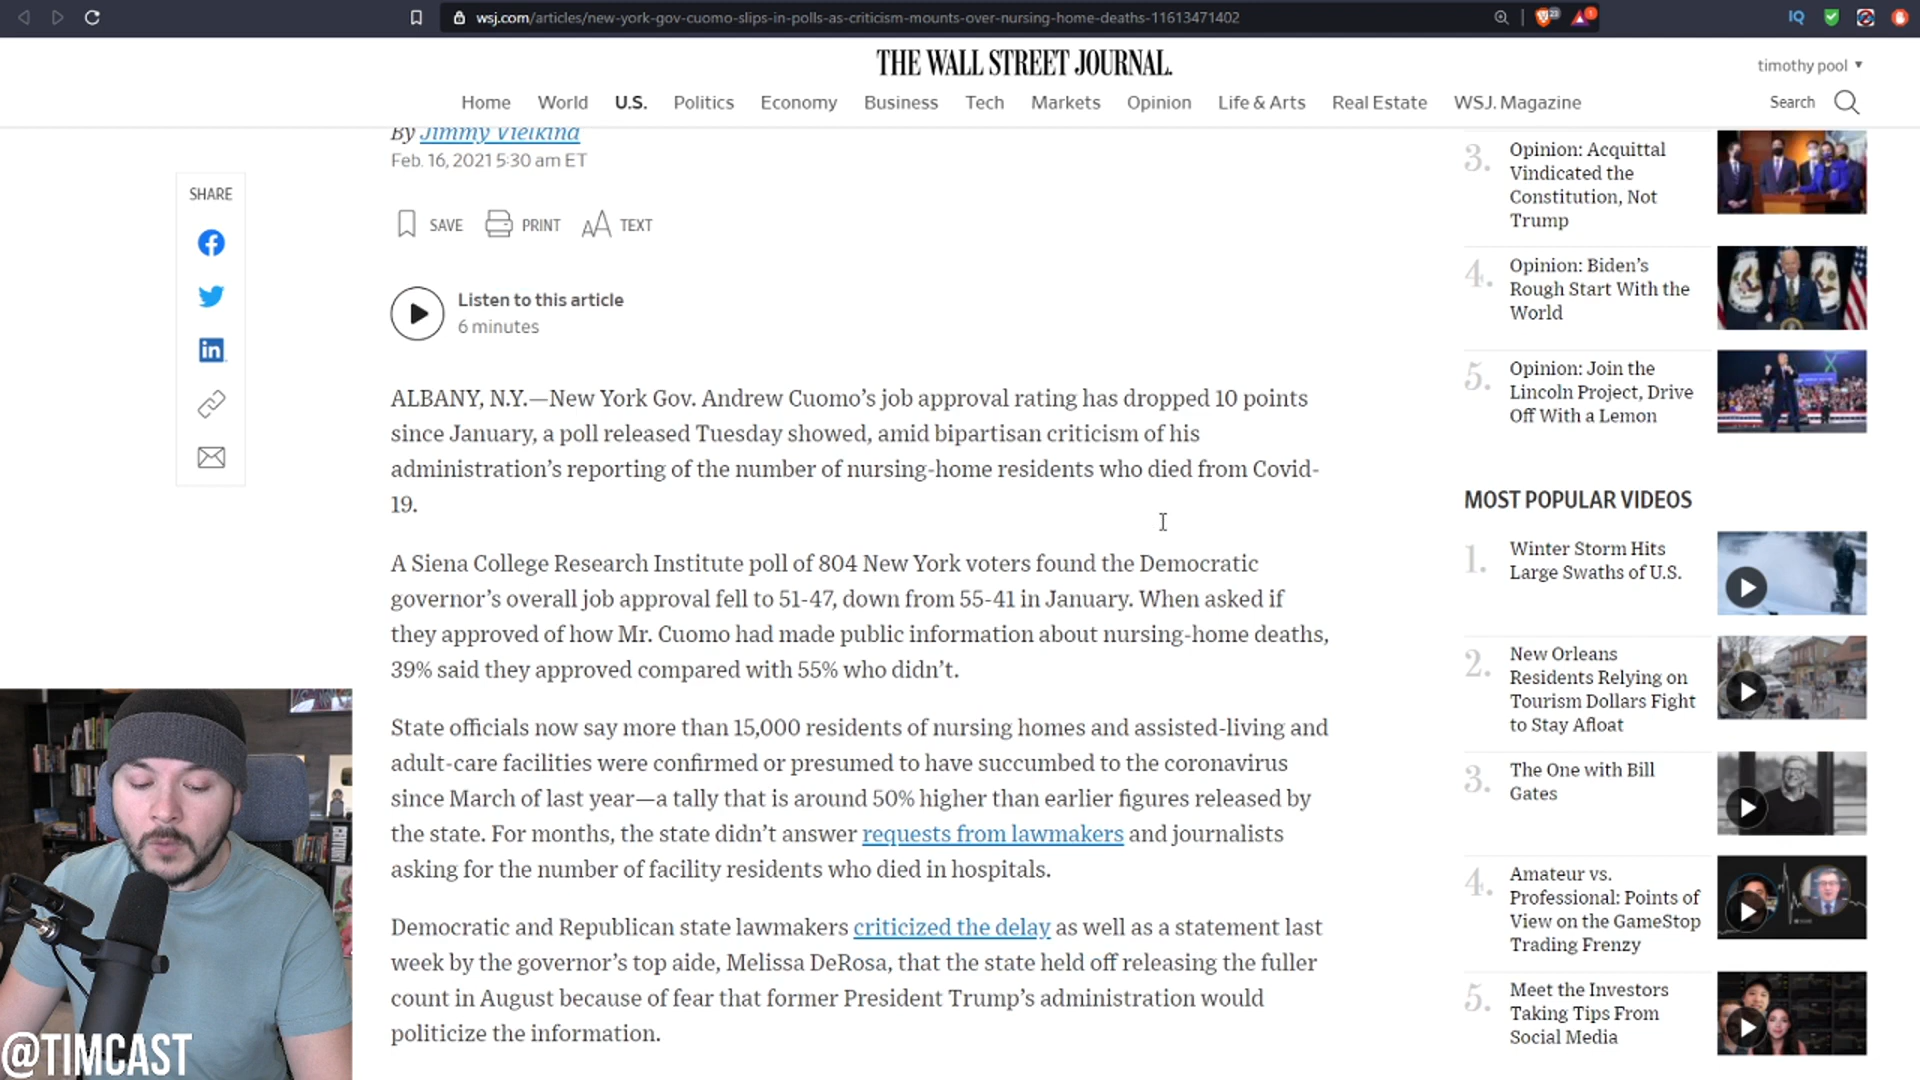 wsj.com/articles/new-york-gov-cuomo-slips-in-polls-as-criticism-mounts-over-nursing-home-deaths-11613471402
IQ
THE WALL STREET JOURNAL.
timothy pool
Home World U.S. Politics Economy Business Tech Markets Opinion Life & Arts Real Estate WSJ. Magazine
Search
By Jimmy Vielkind
Feb. 16, 2021 5:30 am ET
SHARE
SAVE PRINT TEXT
Listen to this article
6 minutes
ALBANY, N.Y.—New York Gov. Andrew Cuomo’s job approval rating has dropped 10 points
since January, a poll released Tuesday showed, amid bipartisan criticism of his
administration’s reporting of the number of nursing-home residents who died from Covid-
19.
A Siena College Research Institute poll of 804 New York voters found the Democratic
governor’s overall job approval fell to 51-47, down from 55-41 in January. When asked if
they approved of how Mr. Cuomo had made public information about nursing-home deaths,
39% said they approved compared with 55% who didn’t.
State officials now say more than 15,000 residents of nursing homes and assisted-living and
adult-care facilities were confirmed or presumed to have succumbed to the coronavirus
since March of last year—a tally that is around 50% higher than earlier figures released by
the state. For months, the state didn’t answer requests from lawmakers and journalists
asking for the number of facility residents who died in hospitals.
Democratic and Republican state lawmakers criticized the delay as well as a statement last
week by the governor’s top aide, Melissa DeRosa, that the state held off releasing the fuller
count in August because of fear that former President Trump’s administration would
politicize the information.
3. Opinion: Acquittal
Vindicated the
Constitution, Not
Trump
4. Opinion: Biden’s
Rough Start With the
World
5. Opinion: Join the
Lincoln Project, Drive
Off With a Lemon
MOST POPULAR VIDEOS
1. Winter Storm Hits
Large Swaths of U.S.
2. New Orleans
Residents Relying on
Tourism Dollars Fight
to Stay Afloat
3. The One with Bill
Gates
4. Amateur vs.
Professional: Points of
View on the GameStop
Trading Frenzy
5. Meet the Investors
Taking Tips From
Social Media
@TIMCAST